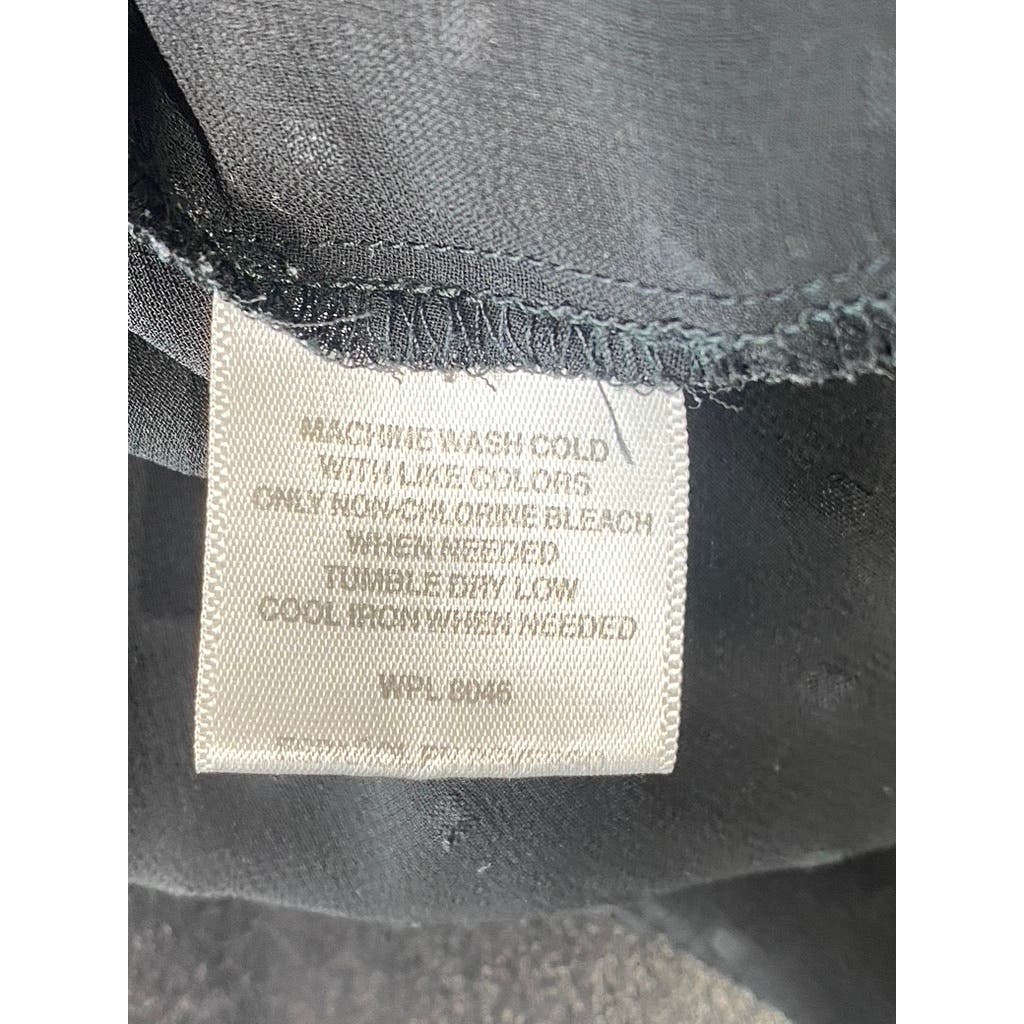 MACHINE WASH COLD
WITH LIKE COLORS
ONLY NON-CHLORINE BLEACH
WHEN NEEDED
TUMBLE DRY LOW
COOL IRON WHEN NEEDED
WPL 0046